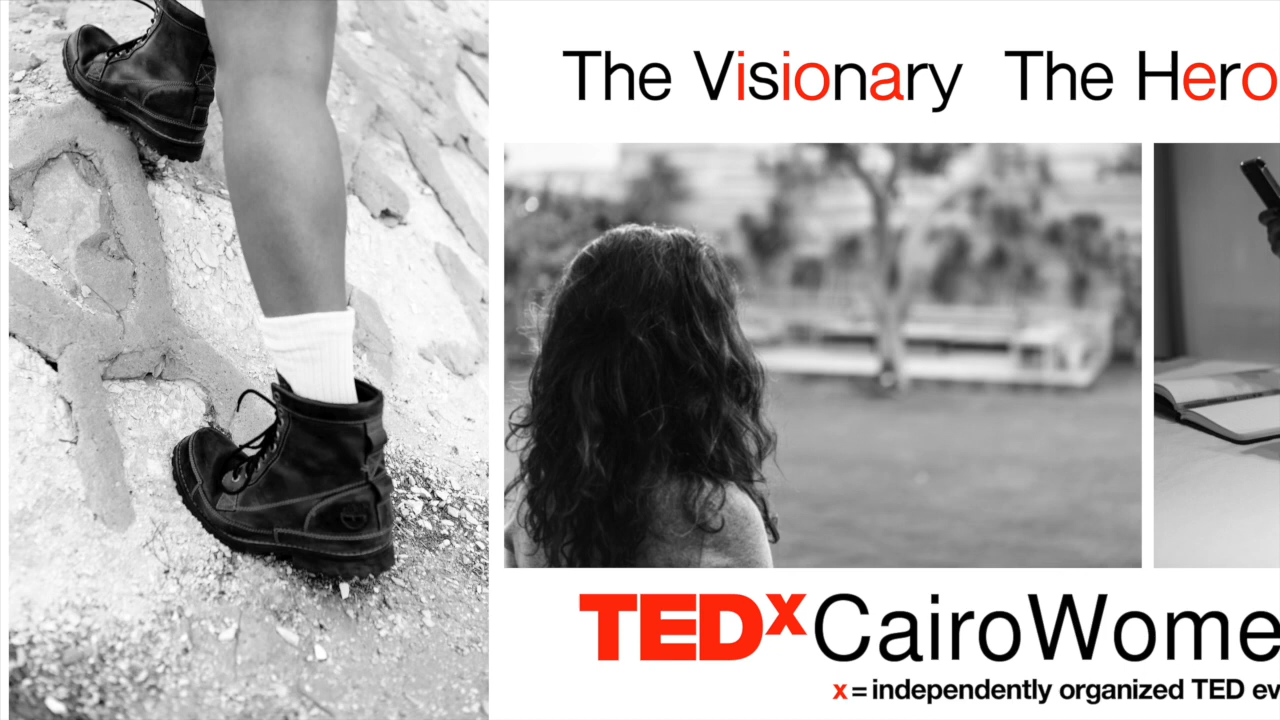 The Visionary The Hero
TEDxCairoWome
x = independently organized TED ev